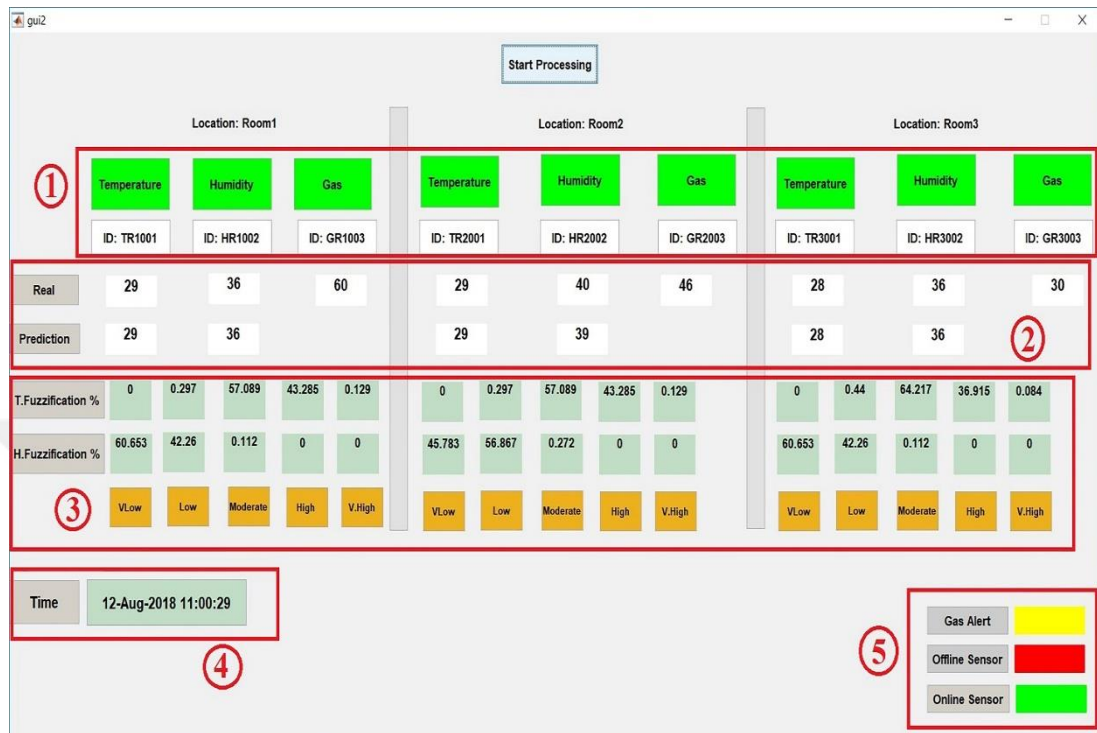 gui2
Start Processing
Location: Room1 Location: Room2 Location: Room3
1 Temperature Humidity Gas Temperature Humidity Gas Temperature Humidity Gas
ID: TR1001 ID: HR1002 ID: GR1003 ID: TR2001 ID: HR2002 ID: GR2003 ID: TR3001 ID: HR3002 ID: GR3003
Real 29 36 60 29 40 46 28 36 30
Prediction 29 36 29 39 28 36 2
T.Fuzzification % 0 0.297 57.089 43.285 0.129 0 0.297 57.089 43.285 0.129 0 0.44 64.217 36.915 0.084
H.Fuzzification % 60.653 42.26 0.112 0 0 45.783 56.867 0.272 0 0 60.653 42.26 0.112 0 0
3 VLow Low Moderate High V.High VLow Low Moderate High V.High VLow Low Moderate High V.High
Time 12-Aug-2018 11:00:29
4
Gas Alert
5 Offline Sensor
Online Sensor